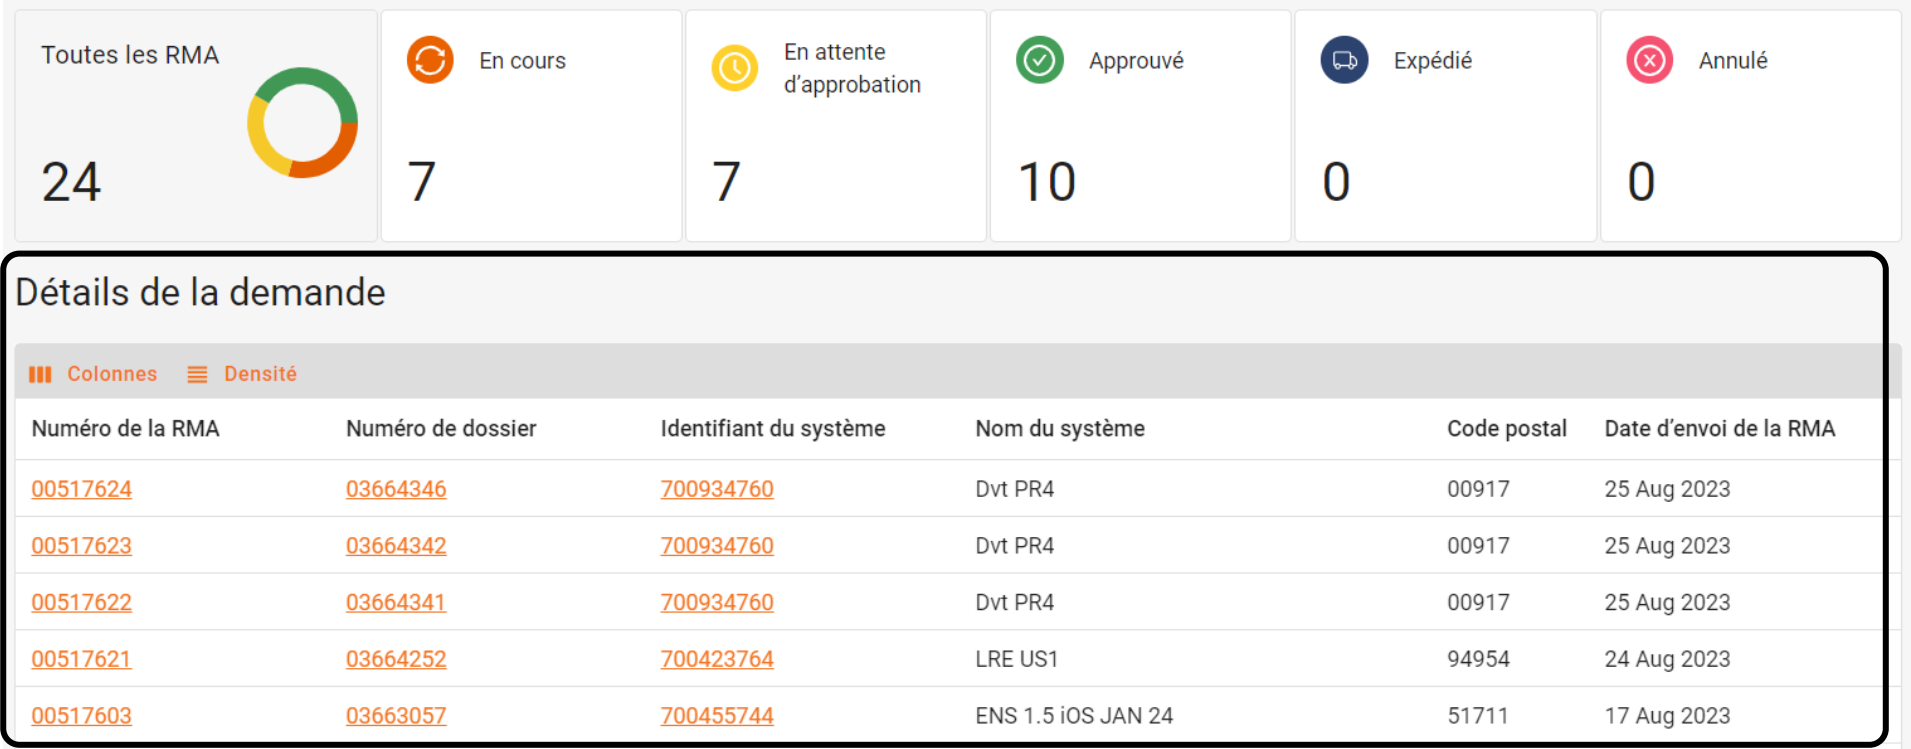 Toutes les RMA
24
En cours
7
En attente
d’approbation
7
Approuvé
10
Expédié
0
Annulé
0
Détails de la demande
Colonnes Densité
Numéro de la RMA Numéro de dossier Identifiant du système Nom du système Code postal Date d’envoi de la RMA
00517624 03664346 700934760 Dvt PR4 00917 25 Aug 2023
00517623 03664342 700934760 Dvt PR4 00917 25 Aug 2023
00517622 03664341 700934760 Dvt PR4 00917 25 Aug 2023
00517621 03664252 700423764 LRE US1 94954 24 Aug 2023
00517603 03663057 700455744 ENS 1.5 iOS JAN 24 51711 17 Aug 2023